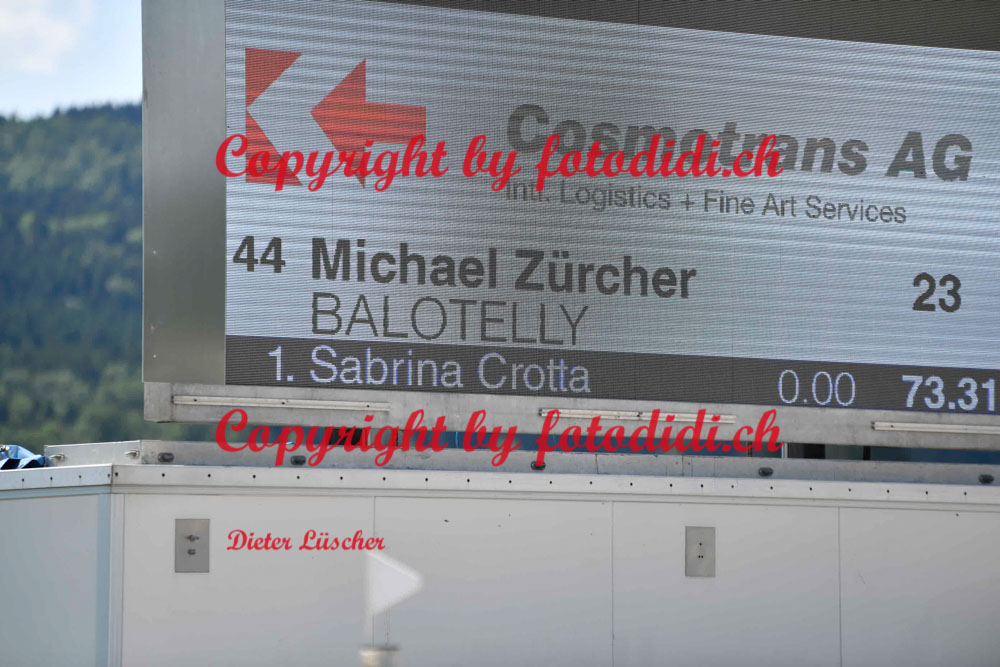 Cosmotrans AG
Copyright by fotodidi.ch
Intl. Logistics + Fine Art Services
44 Michael Zürcher 23
BALOTELLY
1. Sabrina Crotta 0.00 73.31
Copyright by fotodidi.ch
Dieter Lüscher